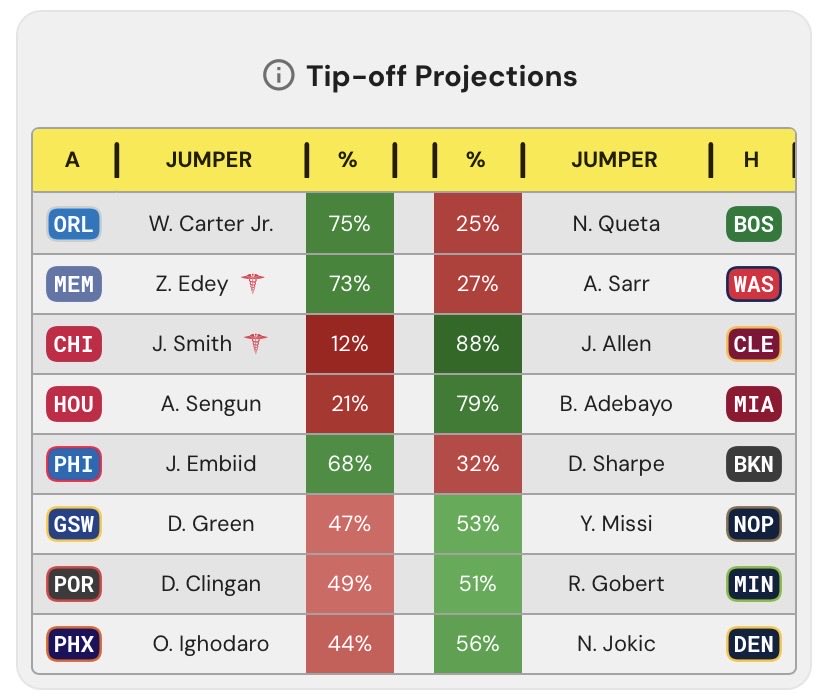 Tip-off Projections
A JUMPER % % JUMPER H
ORL W. Carter Jr. 75% 25% N. Queta BOS
MEM Z. Edey 73% 27% A. Sarr WAS
CHI J. Smith 12% 88% J. Allen CLE
HOU A. Sengun 21% 79% B. Adebayo MIA
PHI J. Embiid 68% 32% D. Sharpe BKN
GSW D. Green 47% 53% Y. Missi NOP
POR D. Clingan 49% 51% R. Gobert MIN
PHX O. Ighodaro 44% 56% N. Jokic DEN